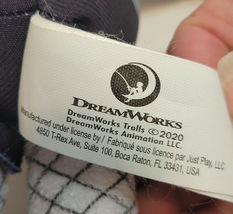 DREAMWORKS
DreamWorks Trolls ©2020
DreamWorks Animation LLC.
Manufactured under license by / Fabriqué sous licence par Just Play, LLC.
4850 T-Rex Ave, Suite 100, Boca Raton, FL 33431, USA